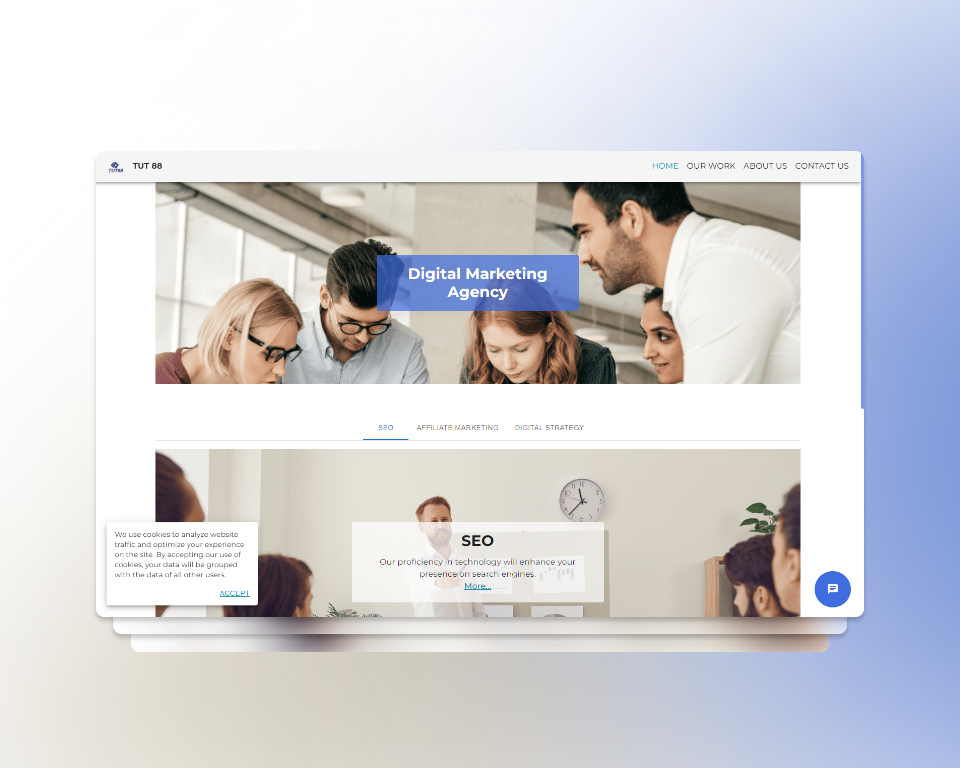 TUT88
TUT 88
HOME OUR WORK ABOUT US CONTACT US
Digital Marketing
Agency
SEO AFFILIATE MARKETING DIGITAL STRATEGY
SEO
Our proficiency in technology will enhance your
presence on search engines.
More...
We use cookies to analyze website
traffic and optimize your experience
on the site. By accepting our use of
cookies, your data will be grouped
with the data of all other users.
ACCEPT